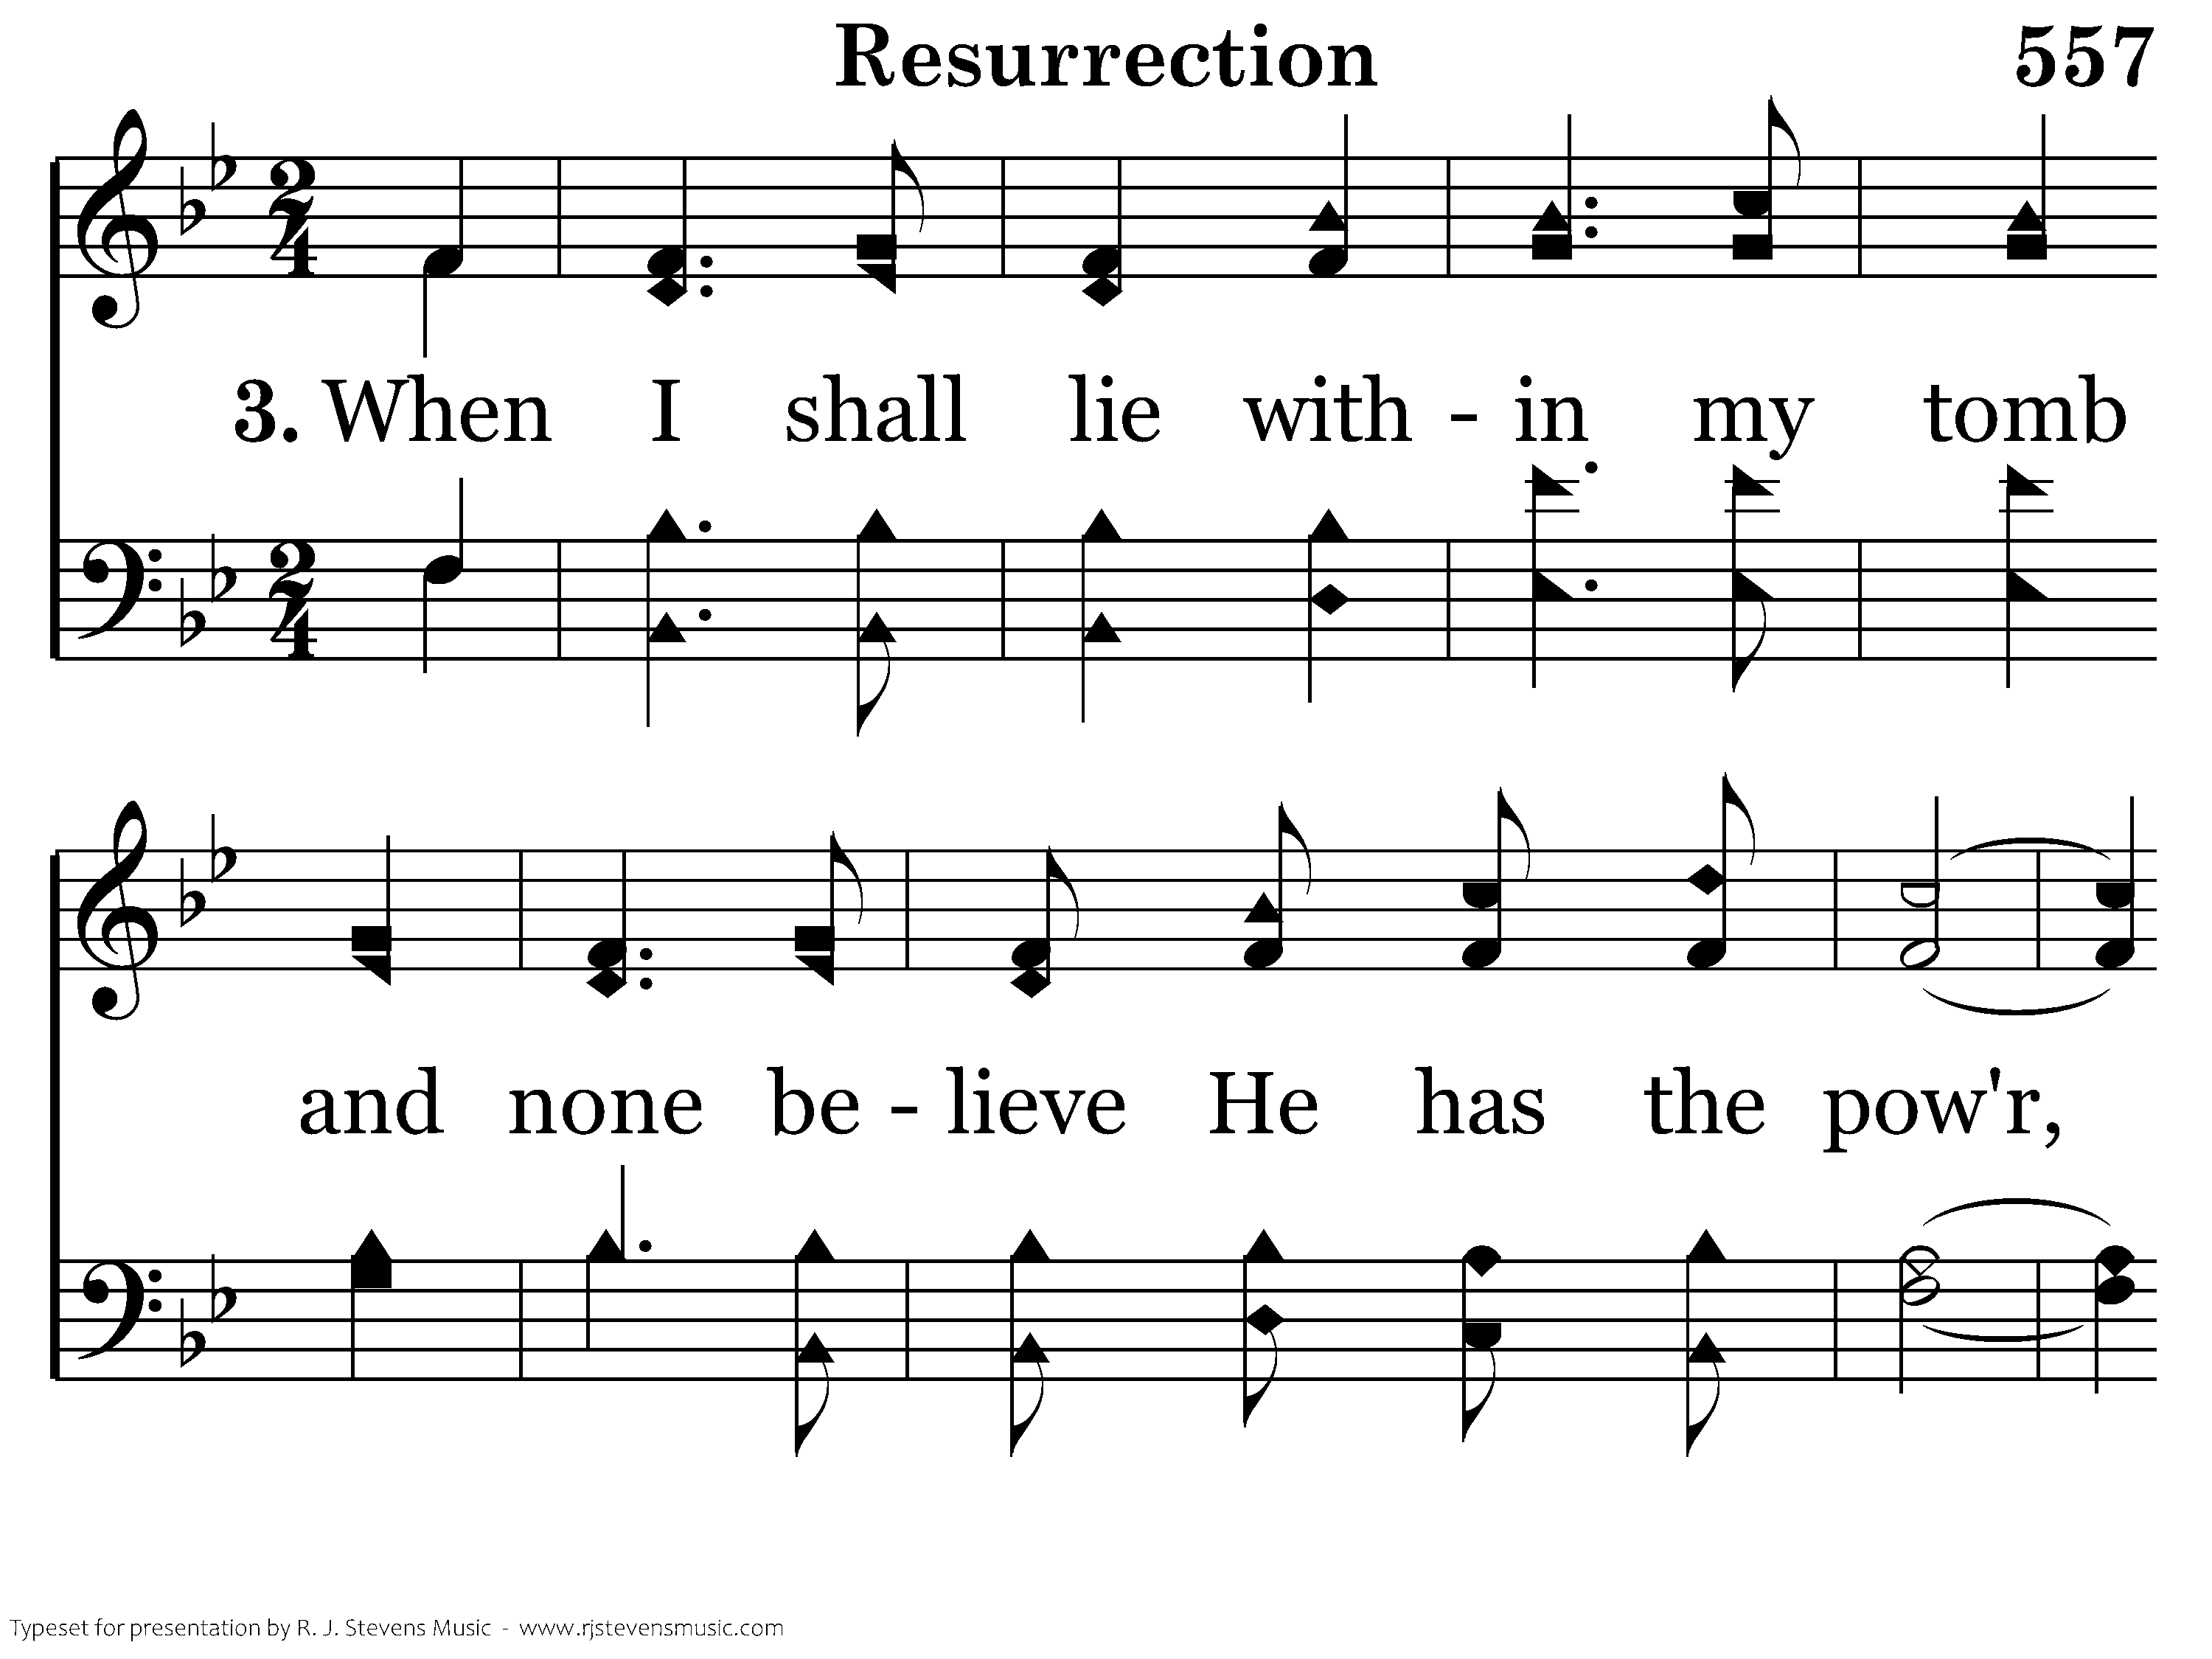 Resurrection 557
3. When I shall lie with - in my tomb
and none be - lieve He has the pow'r,
Typeset for presentation by R. J. Stevens Music - www.rjstevensmusic.com